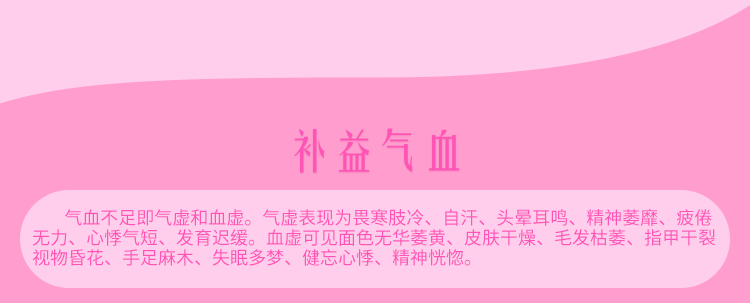 补益气血
气血不足即气虚和血虚。气虚表现为畏寒肢冷、自汗、头晕耳鸣、精神萎靡、疲倦
无力、心悸气短、发育迟缓。血虚可见面色无华萎黄、皮肤干燥、毛发枯萎、指甲干裂
视物昏花、手足麻木、失眠多梦、健忘心悸、精神恍惚。